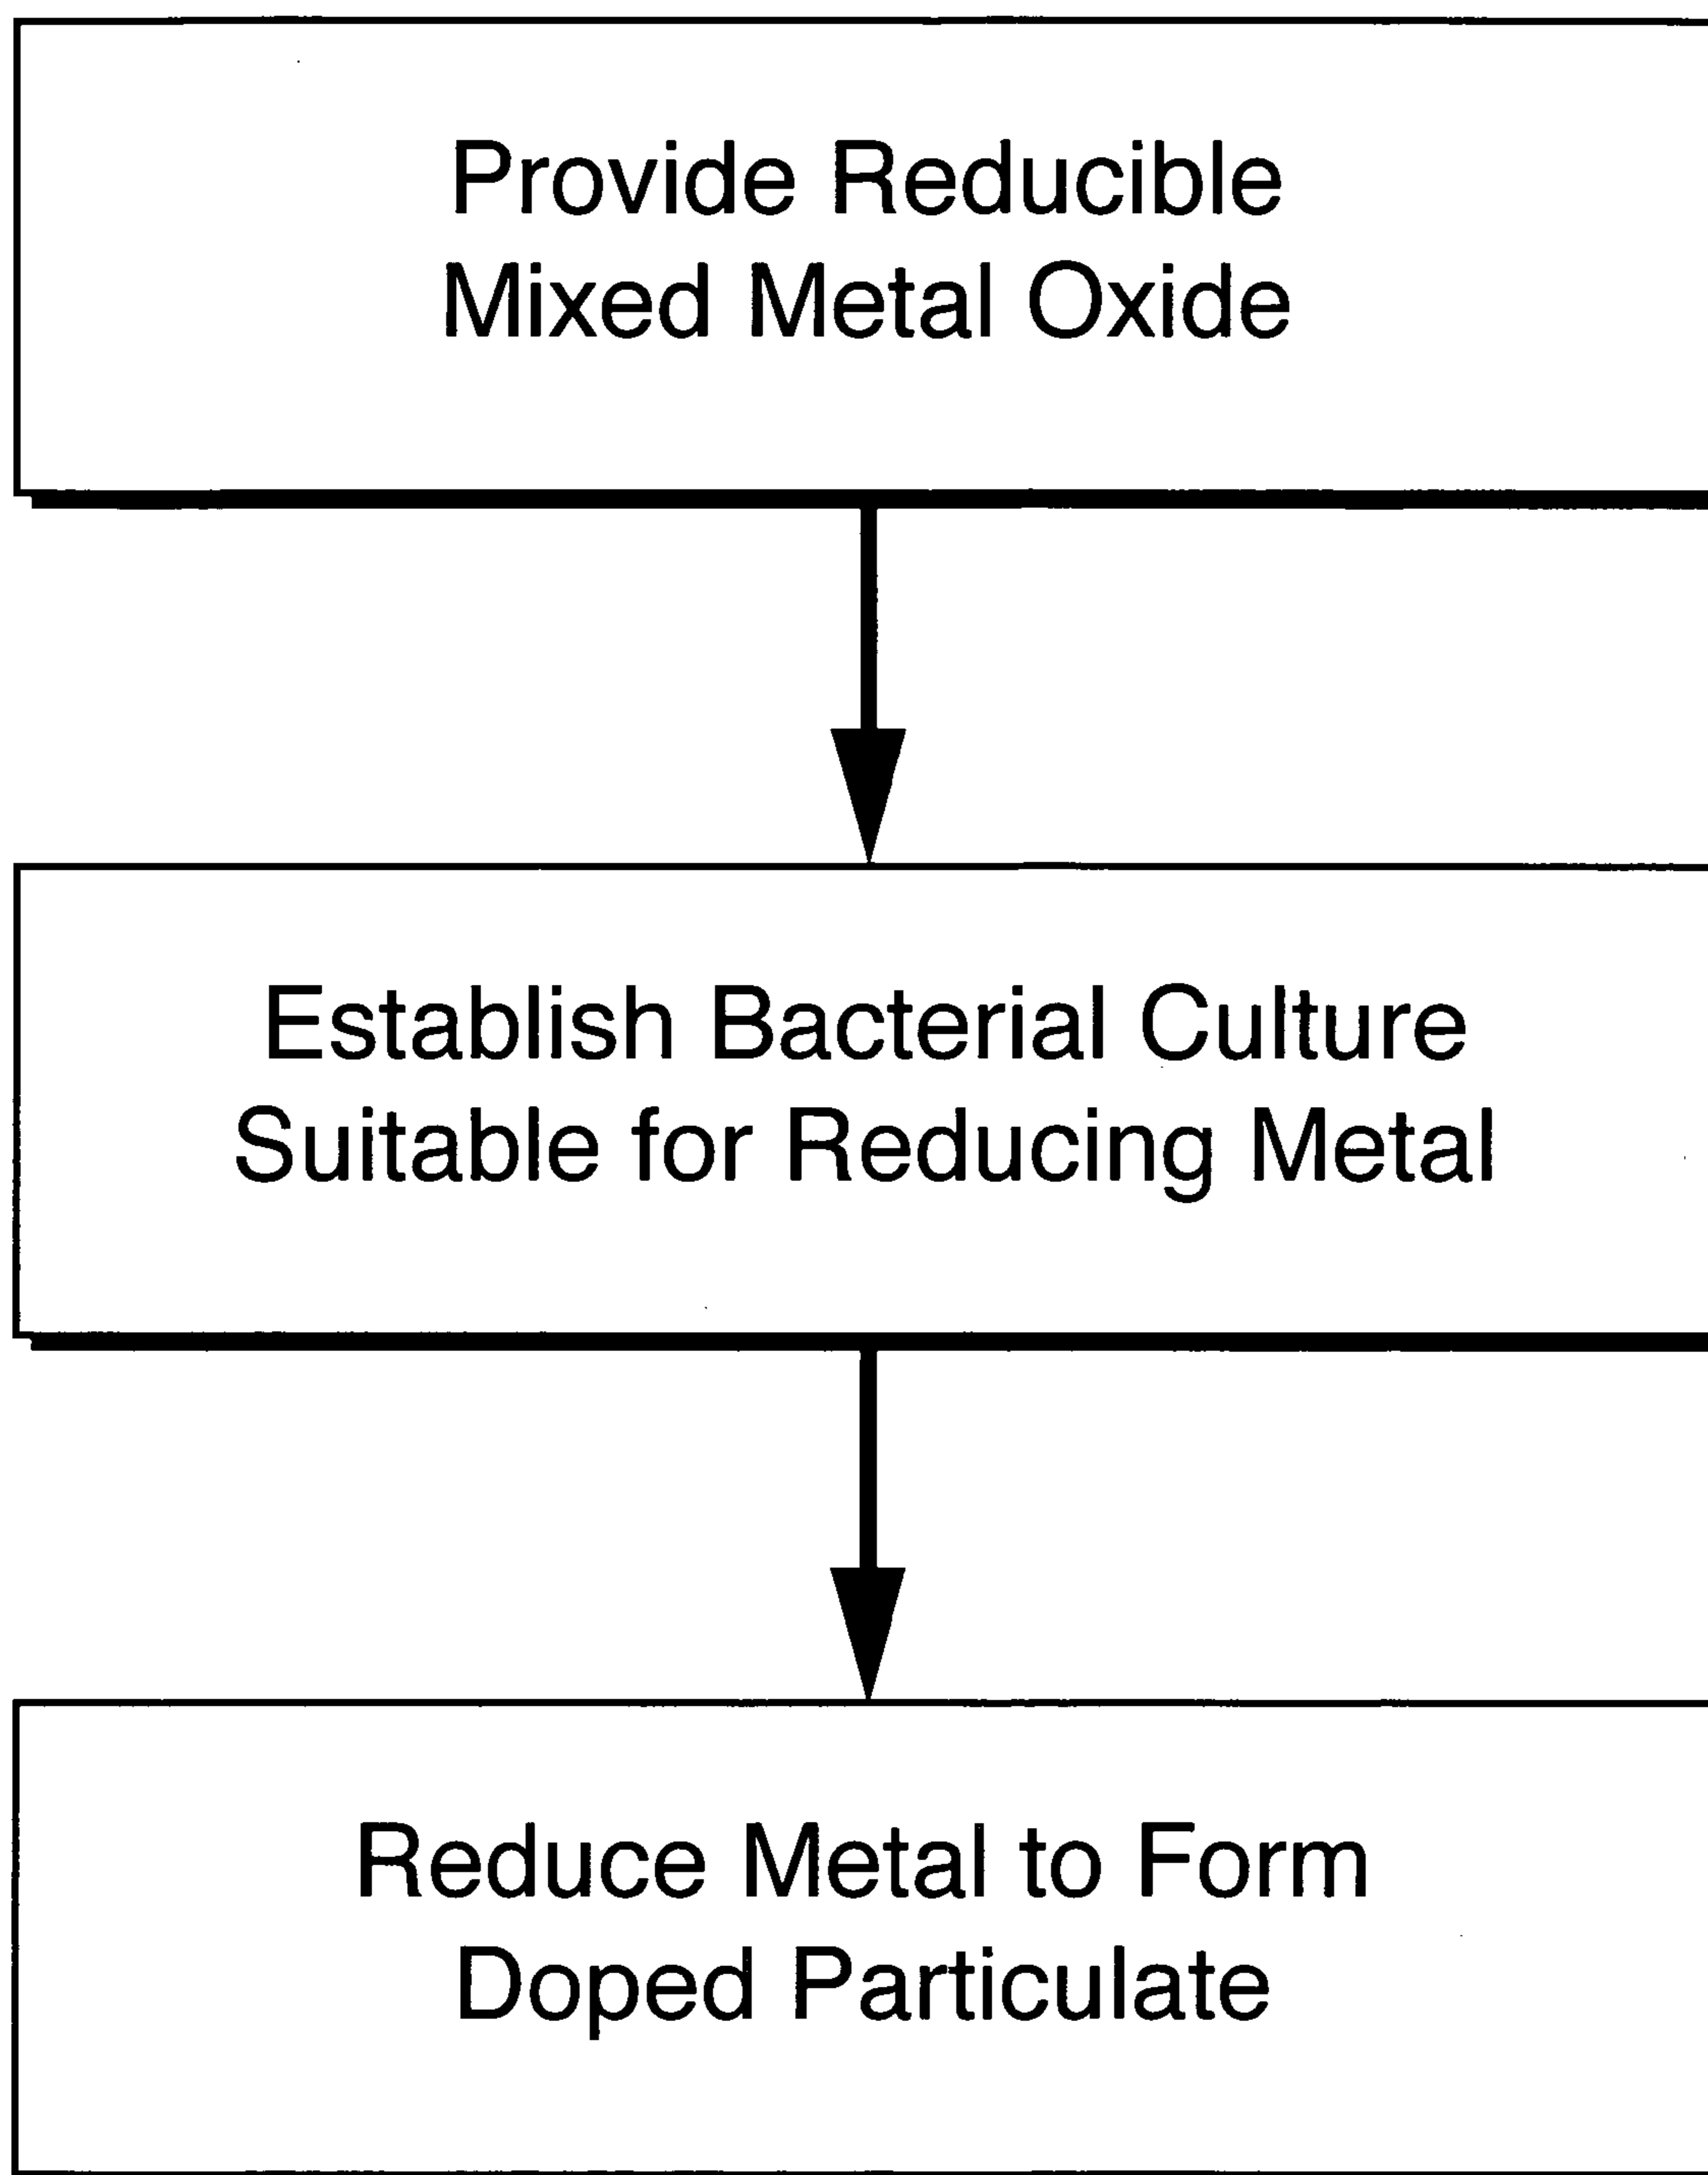 Provide Reducible
Mixed Metal Oxide
Establish Bacterial Culture
Suitable for Reducing Metal
Reduce Metal to Form
Doped Particulate